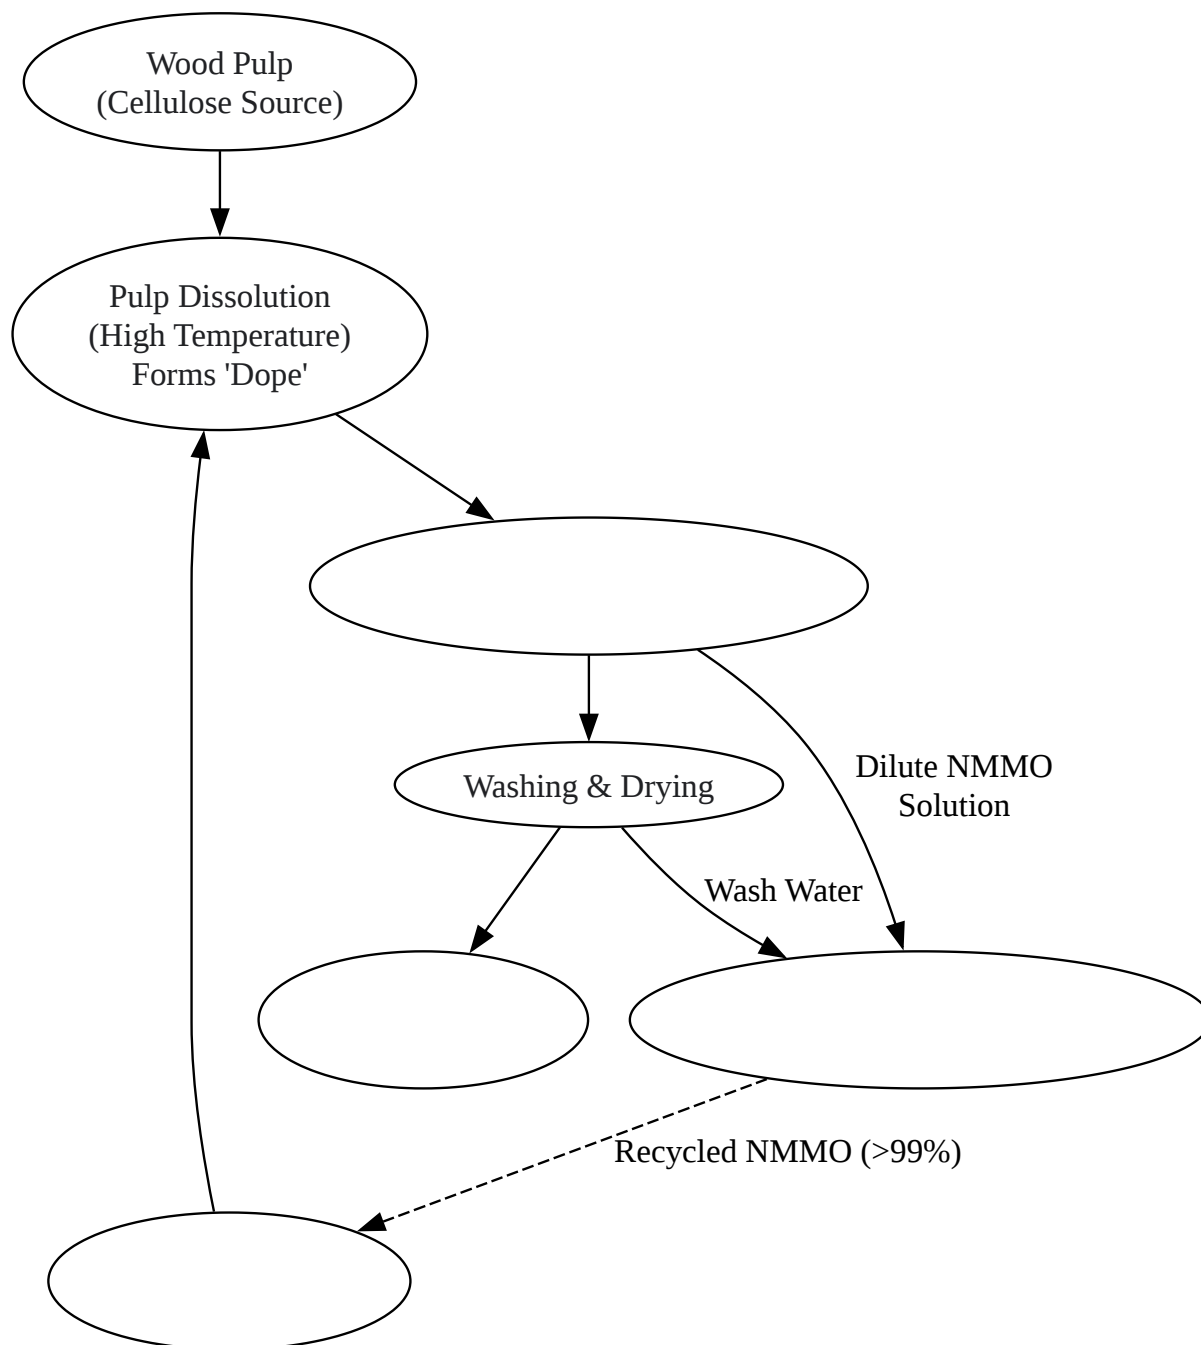 Wood Pulp
(Cellulose Source)
Pulp Dissolution
(High Temperature)
Forms 'Dope'
Dilute NMMO
Solution
Washing & Drying
Wash Water
Recycled NMMO (>99%)